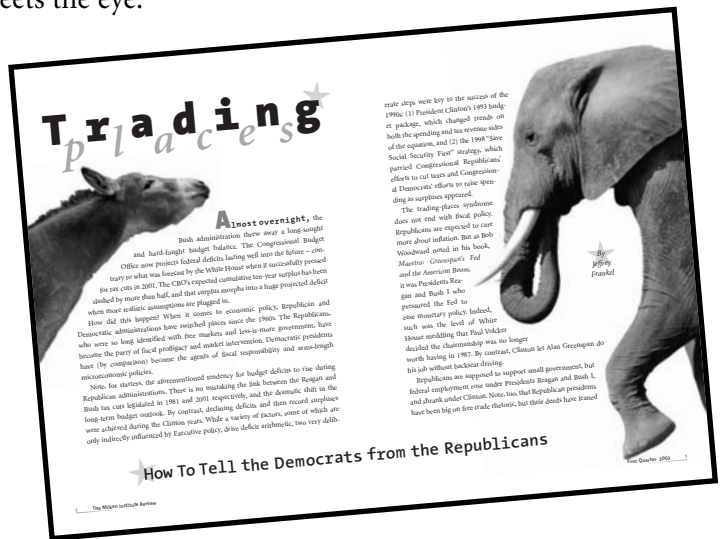 eets the eye.
Trading
places
Almost overnight, the
Bush administration threw away a long-sought
and hard-fought budget balance. The Congressional Budget
Office now projects federal deficits lasting well into the future – con-
trary to what was forecast by the White House when it successfully pressed
for tax cuts in 2001. The CBO's expected cumulative ten-year surplus has been
slashed by more than half, and that surplus morphs into a huge projected deficit
when more realistic assumptions are plugged in.
How did this happen? When it comes to economic policy, Republican and
Democratic administrations have switched places since the 1960s. The Republicans,
who were so long identified with free markets and less-is-more government, have
become the party of fiscal profligacy and market intervention. Democratic presidents
have (by comparison) become the agents of fiscal responsibility and arms-length
microeconomic policies.
Note, for starters, the aforementioned tendency for budget deficits to rise during
Republican administrations. There is no mistaking the link between the Reagan and
Bush tax cuts legislated in 1981 and 2001 respectively, and the dramatic shift in the
long-term budget outlook. By contrast, declining deficits and then record surpluses
were achieved during the Clinton years. While a variety of factors, some of which are
only indirectly influenced by Executive policy, drive deficit arithmetic, two very delib-
erate steps were key to the success of the
1990s: (1) President Clinton's 1993 budg-
et package, which changed trends on
both the spending and tax revenue sides
of the equation, and (2) the 1998 "Save
Social Security First" strategy, which
parried Congressional Republicans'
efforts to cut taxes and Congression-
al Democrats' efforts to raise spen-
ding as surpluses appeared.
The trading-places syndrome
does not end with fiscal policy.
Republicans are expected to care
more about inflation. But as Bob
Woodward noted in his book,
Maestro: Greenspan's Fed
and the American Boom,
it was Presidents Rea-
gan and Bush I who
pressured the Fed to
ease monetary policy. Indeed,
such was the level of White
House meddling that Paul Volcker
decided the chairmanship was no longer
worth having in 1987. By contrast, Clinton let Alan Greenspan do
his job without backseat driving.
Republicans are supposed to support small government, but
federal employment rose under Presidents Reagan and Bush I,
and shrank under Clinton. Note, too, that Republican presidents
have been big on free trade rhetoric, but their deeds have leaned
By
Jeffrey
Frankel
How To Tell the Democrats from the Republicans
The Milken Institute Review
First Quarter 2003